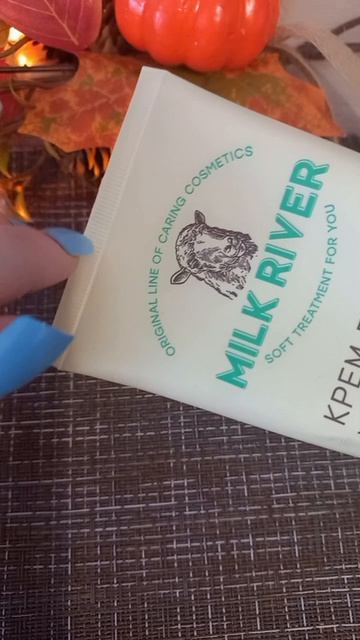 ORIGINAL LINE OF CARING COSMETICS
MILK RIVER
SOFT TREATMENT FOR YOU
КРЕМ